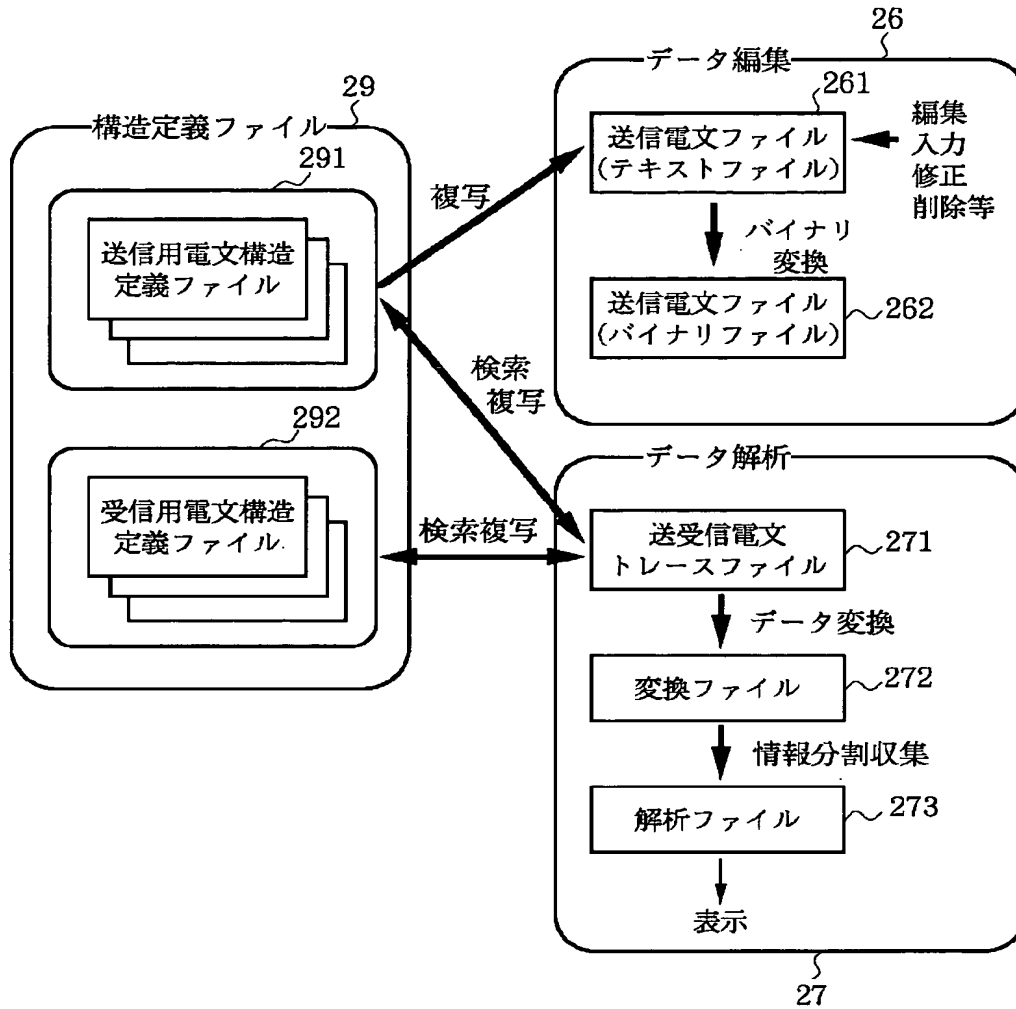 構造定義ファイル
29
291
送信用電文構造
定義ファイル
292
受信用電文構造
定義ファイル
複写
検索
複写
検索複写
26
データ編集
261
送信電文ファイル
(テキストファイル)
編集
入力
修正
削除等
バイナリ
変換
送信電文ファイル
(バイナリファイル)
262
データ解析
送受信電文
トレースファイル
271
データ変換
変換ファイル
272
情報分割収集
解析ファイル
273
表示
27